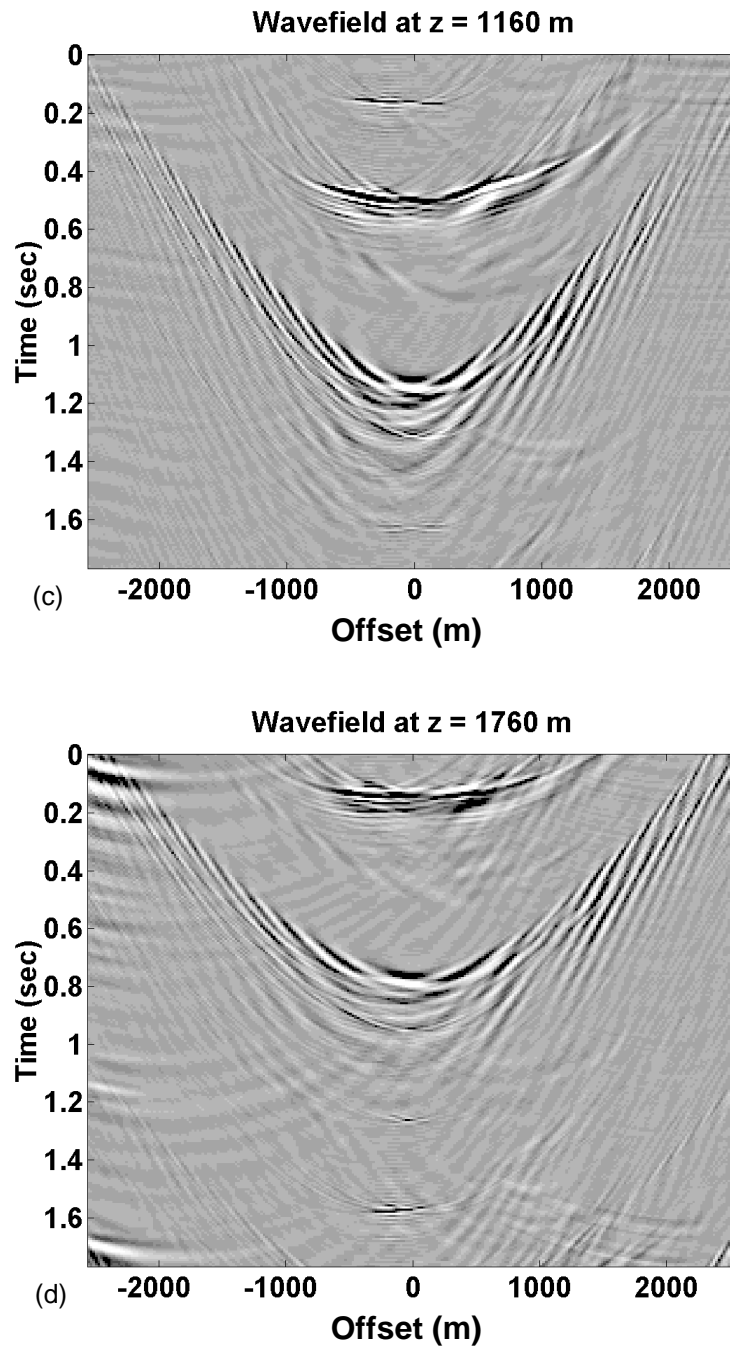 Wavefield at z = 1160 m
0
0.2
0.4
0.6
0.8
1
1.2
1.4
1.6
Time (sec)
-2000 -1000 0 1000 2000
(c)
Offset (m)
Wavefield at z = 1760 m
0
0.2
0.4
0.6
0.8
1
1.2
1.4
1.6
Time (sec)
-2000 -1000 0 1000 2000
(d)
Offset (m)